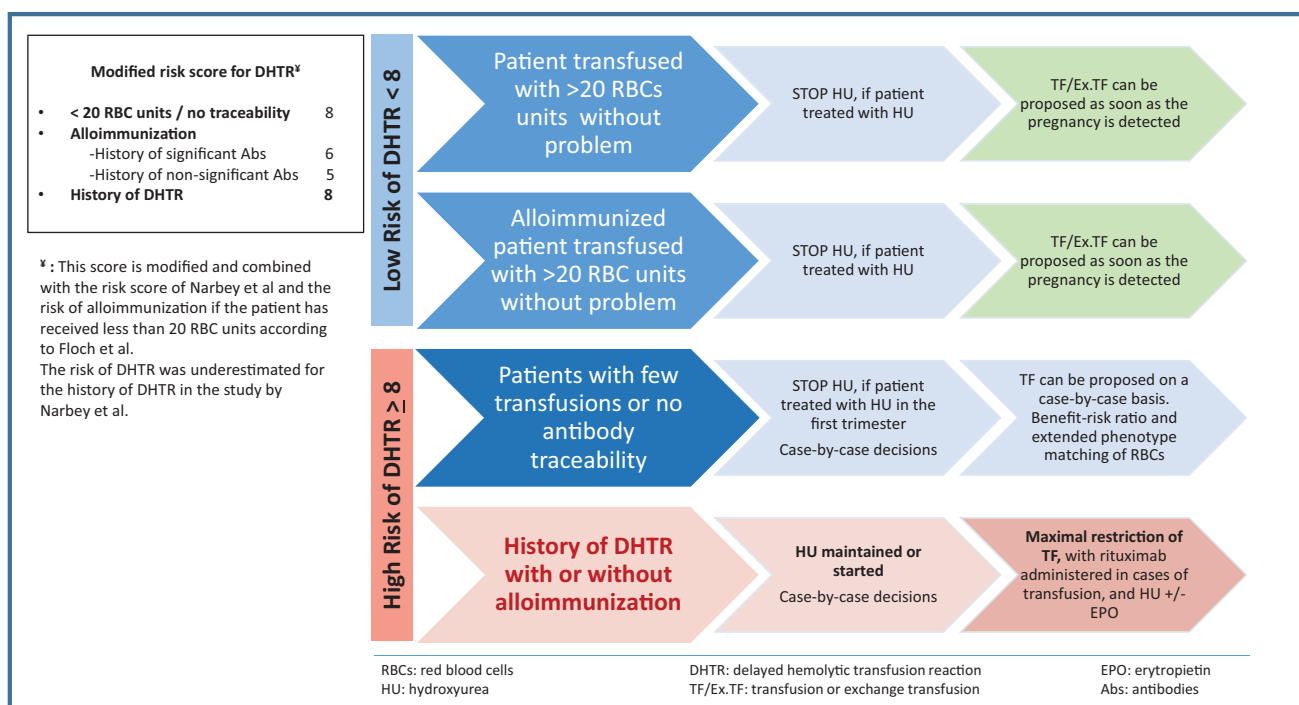 Modified risk score for DHTR¥
• < 20 RBC units / no traceability 8
• Alloimmunization
-History of significant Abs 6
-History of non-significant Abs 5
• History of DHTR 8
¥ : This score is modified and combined
with the risk score of Narbey et al and the
risk of alloimmunization if the patient has
received less than 20 RBC units according
to Floch et al.
The risk of DHTR was underestimated for
the history of DHTR in the study by
Narbey et al.
Low Risk of DHTR < 8
Patient transfused
with >20 RBCs
units without
problem
STOP HU, if patient
treated with HU
TF/Ex.TF can be
proposed as soon as the
pregnancy is detected
Alloimmunized
patient transfused
with >20 RBC units
without problem
STOP HU, if patient
treated with HU
TF/Ex.TF can be
proposed as soon as the
pregnancy is detected
High Risk of DHTR ≥ 8
Patients with few
transfusions or no
antibody
traceability
STOP HU, if patient
treated with HU in the
first trimester
Case-by-case decisions
TF can be proposed on a
case-by-case basis.
Benefit-risk ratio and
extended phenotype
matching of RBCs
History of DHTR
with or without
alloimmunization
HU maintained or
started
Case-by-case decisions
Maximal restriction of
TF, with rituximab
administered in cases of
transfusion, and HU +/-
EPO
RBCs: red blood cells
HU: hydroxyurea
DHTR: delayed hemolytic transfusion reaction
TF/Ex.TF: transfusion or exchange transfusion
EPO: erytropietin
Abs: antibodies